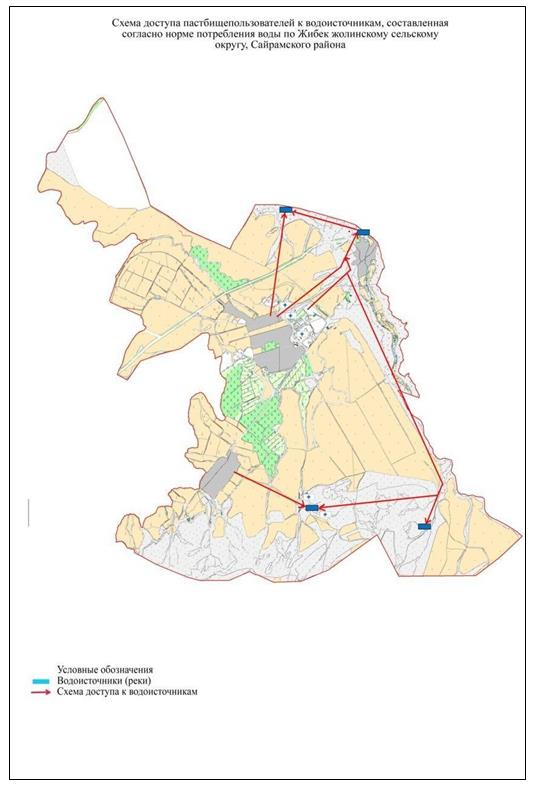 Схема доступа пастбищепользователей к водоисточникам, составленная
согласно норме потребления воды по Жибек жолинскому сельскому
округу, Сайрамского района
Условные обозначения
Водоисточники (реки)
Схема доступа к водоисточникам